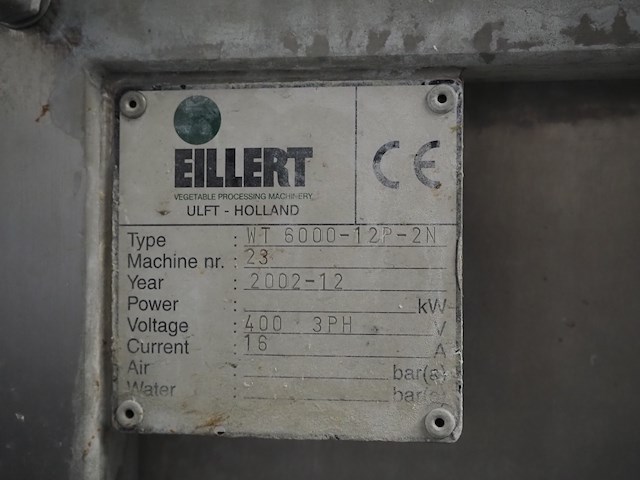 EILLERT
VEGETABLE PROCESSING MACHINERY
ULFT - HOLLAND
CE
Type : WT 6000-12P-2N
Machine nr. : 23
Year : 2002-12
Power : kW
Voltage : 400 3PH V
Current : 16 A
Air : bar(a)
Water : bar(a)